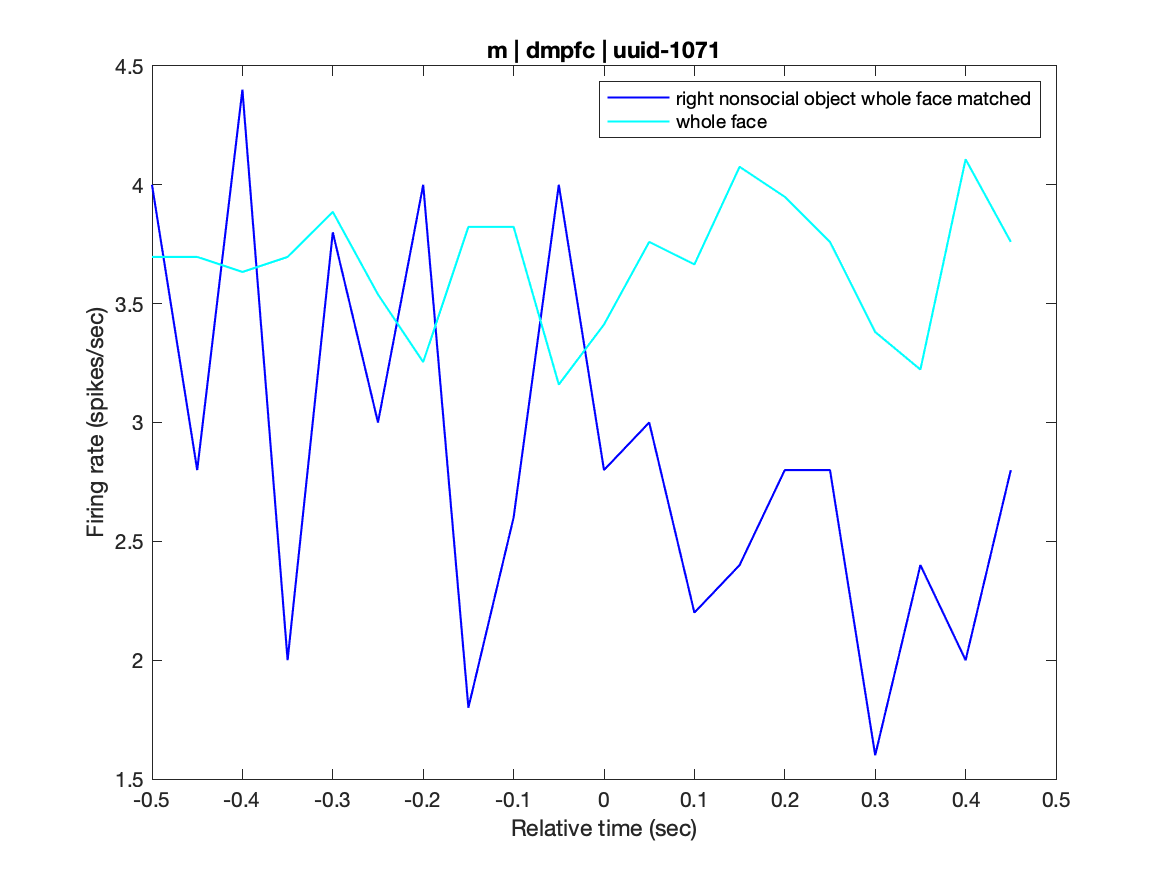 m | dmpfc | uuid-1071
right nonsocial object whole face matched
whole face
4.5
4
3.5
3
2.5
2
1.5
Firing rate (spikes/sec)
-0.5 -0.4 -0.3 -0.2 -0.1 0 0.1 0.2 0.3 0.4 0.5
Relative time (sec)